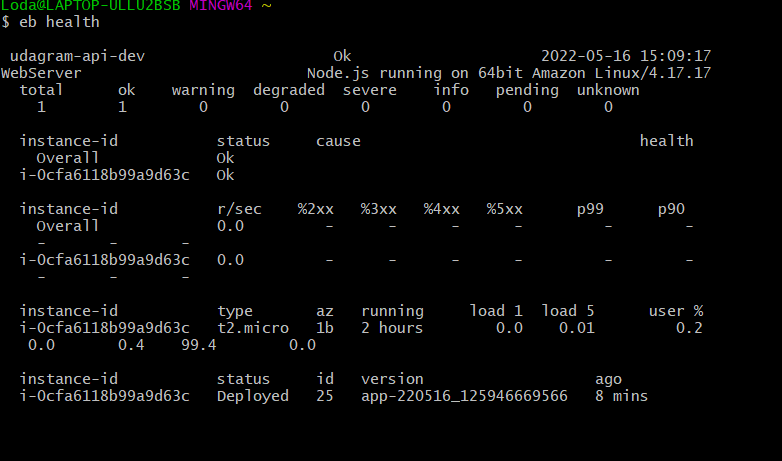 Loda@LAPTOP-ULLU2BSB MINGW64 ~
$ eb health
udagram-api-dev Ok 2022-05-16 15:09:17
WebServer Node.js running on 64bit Amazon Linux/4.17.17
total ok warning degraded severe info pending unknown
1 1 0 0 0 0 0 0
instance-id status cause health
Overall Ok
i-0cfa6118b99a9d63c Ok
instance-id r/sec %2xx %3xx %4xx %5xx p99 p90
Overall 0.0 - - - - - -
- - -
i-0cfa6118b99a9d63c 0.0 - - - - - -
- - -
instance-id type az running load 1 load 5 user %
i-0cfa6118b99a9d63c t2.micro 1b 2 hours 0.0 0.01 0.2
0.0 0.4 99.4 0.0
instance-id status id version ago
i-0cfa6118b99a9d63c Deployed 25 app-220516_125946669566 8 mins